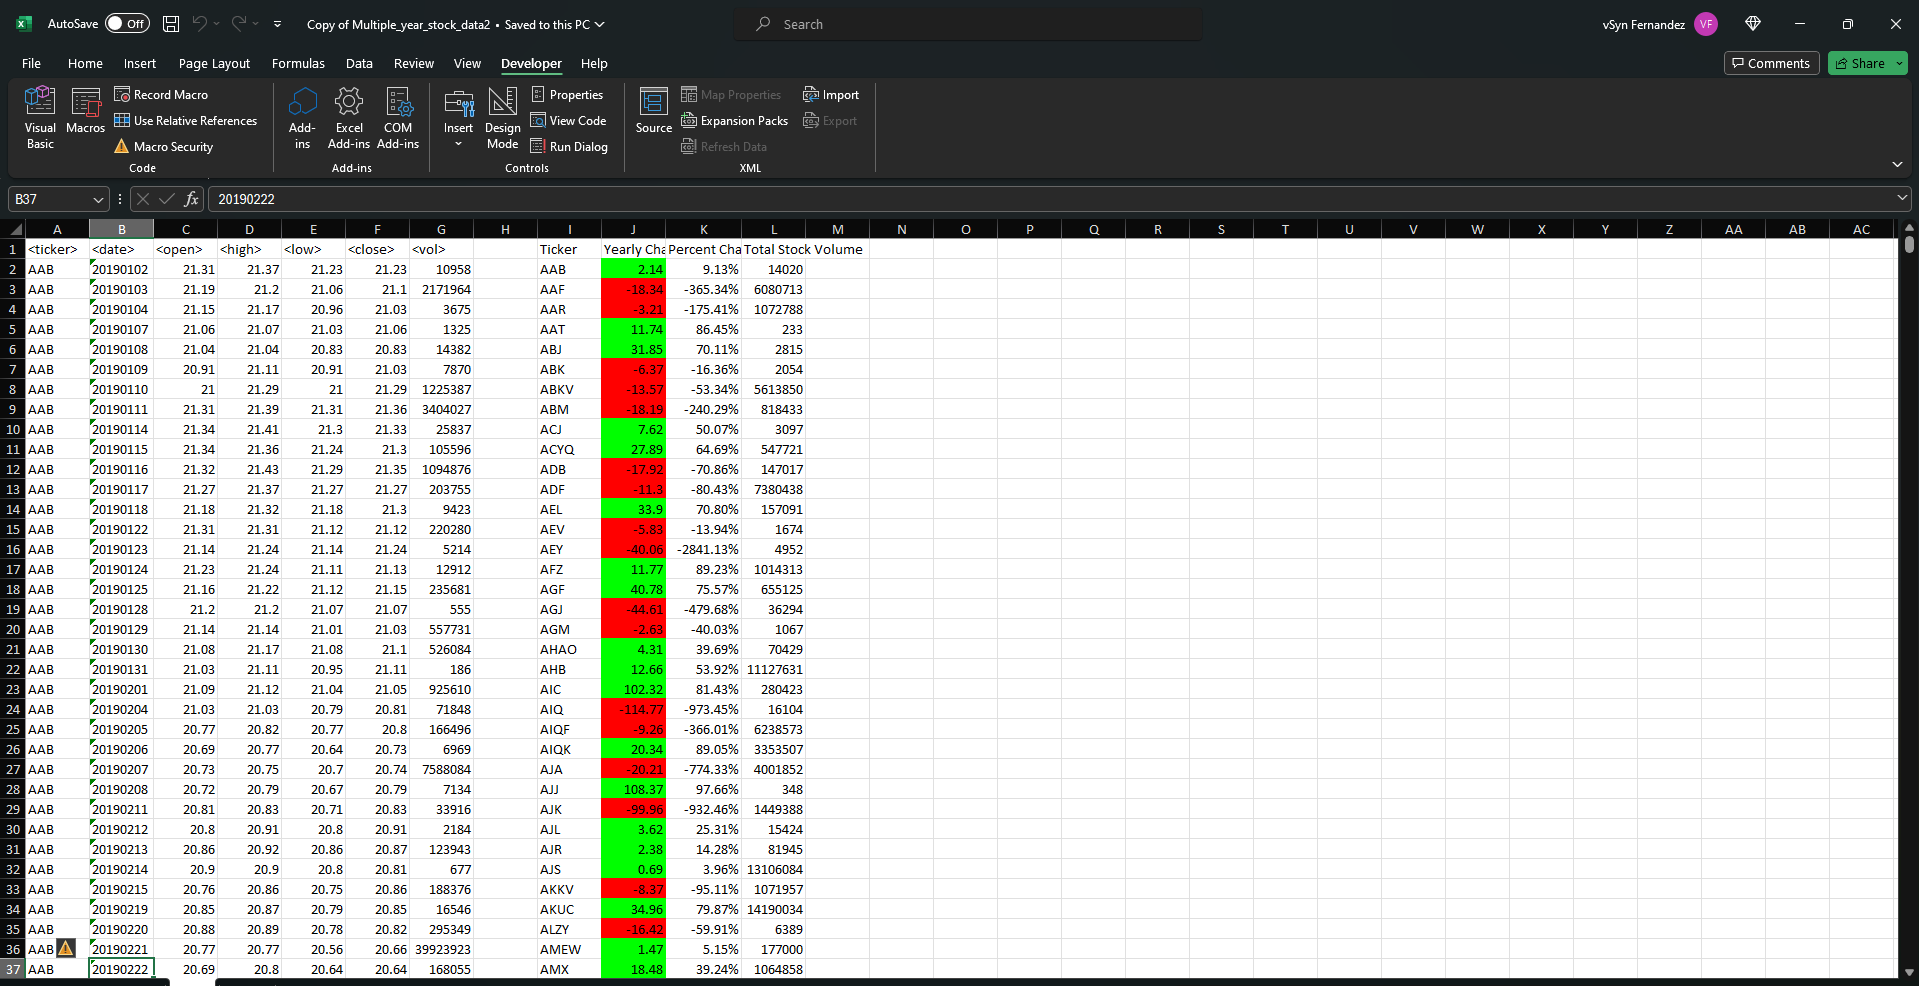 AutoSave Off Copy of Multiple_year_stock_data2 • Saved to this PC Search vSyn Fernandez VF
File Home Insert Page Layout Formulas Data Review View Developer Help Comments Share
Visual Basic
Macros
Record Macro
Use Relative References
Macro Security
Code
Add-ins
Excel Add-ins
COM Add-ins
Add-ins
Insert
Design Mode
Properties
View Code
Run Dialog
Controls
Source
Map Properties
Expansion Packs
Refresh Data
Import
Export
XML
B37 fx 20190222
A B C D E F G H I J K L M N O P Q R S T U V W X Y Z AA AB AC
1 <ticker> <date> <open> <high> <low> <close> <vol> Ticker Yearly Cha Percent Cha Total Stock Volume
2 AAB 20190102 21.31 21.37 21.23 21.23 10958 AAB 2.14 9.13% 14020
3 AAB 20190103 21.19 21.2 21.06 21.1 2171964 AAF -18.34 -365.34% 6080713
4 AAB 20190104 21.15 21.17 20.96 21.03 3675 AAR -3.21 -175.41% 1072788
5 AAB 20190107 21.06 21.07 21.03 21.06 1325 AAT 11.74 86.45% 233
6 AAB 20190108 21.04 21.04 20.83 20.83 14382 ABJ 31.85 70.11% 2815
7 AAB 20190109 20.91 21.11 20.91 21.03 7870 ABK -6.37 -16.36% 2054
8 AAB 20190110 21 21.29 21 21.29 1225387 ABKV -13.57 -53.34% 5613850
9 AAB 20190111 21.31 21.39 21.31 21.36 3404027 ABM -18.19 -240.29% 818433
10 AAB 20190114 21.34 21.41 21.3 21.33 25837 ACJ 7.62 50.07% 3097
11 AAB 20190115 21.34 21.36 21.24 21.3 105596 ACYQ 27.89 64.69% 547721
12 AAB 20190116 21.32 21.43 21.29 21.35 1094876 ADB -17.92 -70.86% 147017
13 AAB 20190117 21.27 21.37 21.27 21.27 203755 ADF -11.3 -80.43% 7380438
14 AAB 20190118 21.18 21.32 21.18 21.3 9423 AEL 33.9 70.80% 157091
15 AAB 20190122 21.31 21.31 21.12 21.12 220280 AEV -5.83 -13.94% 1674
16 AAB 20190123 21.14 21.24 21.14 21.24 5214 AEY -40.06 -2841.13% 4952
17 AAB 20190124 21.23 21.24 21.11 21.13 12912 AFZ 11.77 89.23% 1014313
18 AAB 20190125 21.16 21.22 21.12 21.15 235681 AGF 40.78 75.57% 655125
19 AAB 20190128 21.2 21.2 21.07 21.07 555 AGJ -44.61 -479.68% 36294
20 AAB 20190129 21.14 21.14 21.01 21.03 557731 AGM -2.63 -40.03% 1067
21 AAB 20190130 21.08 21.17 21.08 21.1 526084 AHAO 4.31 39.69% 70429
22 AAB 20190131 21.03 21.11 20.95 21.11 186 AHB 12.66 53.92% 11127631
23 AAB 20190201 21.09 21.12 21.04 21.05 925610 AIC 102.32 81.43% 280423
24 AAB 20190204 21.03 21.03 20.79 20.81 71848 AIQ -114.77 -973.45% 16104
25 AAB 20190205 20.77 20.82 20.77 20.8 166496 AIQF -9.26 -366.01% 6238573
26 AAB 20190206 20.69 20.77 20.64 20.73 6969 AIQK 20.34 89.05% 3353507
27 AAB 20190207 20.73 20.75 20.7 20.74 7588084 AJA -20.21 -774.33% 4001852
28 AAB 20190208 20.72 20.79 20.67 20.79 7134 AJJ 108.37 97.66% 348
29 AAB 20190211 20.81 20.83 20.71 20.83 33916 AJK -99.96 -932.46% 1449388
30 AAB 20190212 20.8 20.91 20.8 20.91 2184 AJL 3.62 25.31% 15424
31 AAB 20190213 20.86 20.92 20.86 20.87 123943 AJR 2.38 14.28% 81945
32 AAB 20190214 20.9 20.9 20.8 20.81 677 AJS 0.69 3.96% 13106084
33 AAB 20190215 20.76 20.86 20.75 20.86 188376 AKKV -8.37 -95.11% 1071957
34 AAB 20190219 20.85 20.87 20.79 20.85 16546 AKUC 34.96 79.87% 14190034
35 AAB 20190220 20.88 20.89 20.78 20.82 295349 ALZY -16.42 -59.91% 6389
36 AAB 20190221 20.77 20.77 20.56 20.66 39923923 AMEW 1.47 5.15% 177000
37 AAB 20190222 20.69 20.8 20.64 20.64 168055 AMX 18.48 39.24% 1064858